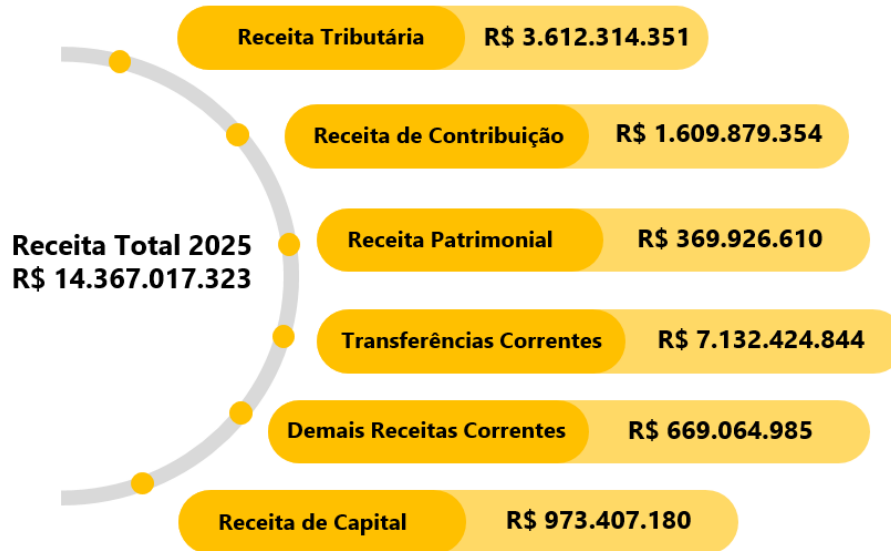 Receita Tributária R$ 3.612.314.351
Receita de Contribuição R$ 1.609.879.354
Receita Total 2025
R$ 14.367.017.323
Receita Patrimonial R$ 369.926.610
Transferências Correntes R$ 7.132.424.844
Demais Receitas Correntes R$ 669.064.985
Receita de Capital R$ 973.407.180